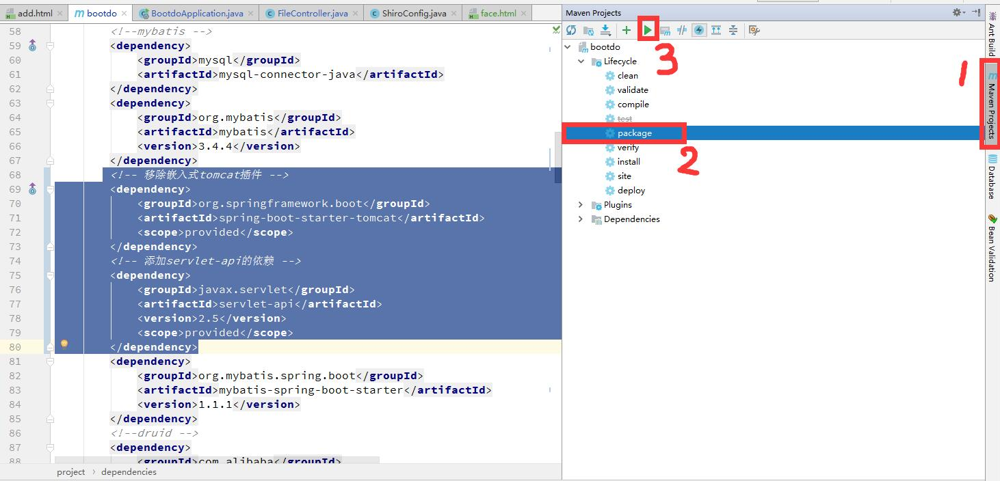 add.html
bootdo
BootdoApplication.java
FileController.java
ShiroConfig.java
face.html
58 <!--mybatis -->
59 <dependency>
60 <groupId>mysql</groupId>
61 <artifactId>mysql-connector-java</artifactId>
62 </dependency>
63 <dependency>
64 <groupId>org.mybatis</groupId>
65 <artifactId>mybatis</artifactId>
66 <version>3.4.4</version>
67 </dependency>
68 <!-- 移除嵌入式tomcat插件 -->
69 <dependency>
70 <groupId>org.springframework.boot</groupId>
71 <artifactId>spring-boot-starter-tomcat</artifactId>
72 <scope>provided</scope>
73 </dependency>
74 <!-- 添加servlet-api的依赖 -->
75 <dependency>
76 <groupId>javax.servlet</groupId>
77 <artifactId>servlet-api</artifactId>
78 <version>2.5</version>
79 <scope>provided</scope>
80 </dependency>
81 <dependency>
82 <groupId>org.mybatis.spring.boot</groupId>
83 <artifactId>mybatis-spring-boot-starter</artifactId>
84 <version>1.1.1</version>
85 </dependency>
86 <!--druid -->
87 <dependency>
88 <groupId>com.alibaba</groupId>
project › dependencies
Maven Projects
3
bootdo
Lifecycle
clean
validate
compile
test
package
2
verify
install
site
deploy
Plugins
Dependencies
Ant Build
1
Maven Projects
Database
Bean Validation